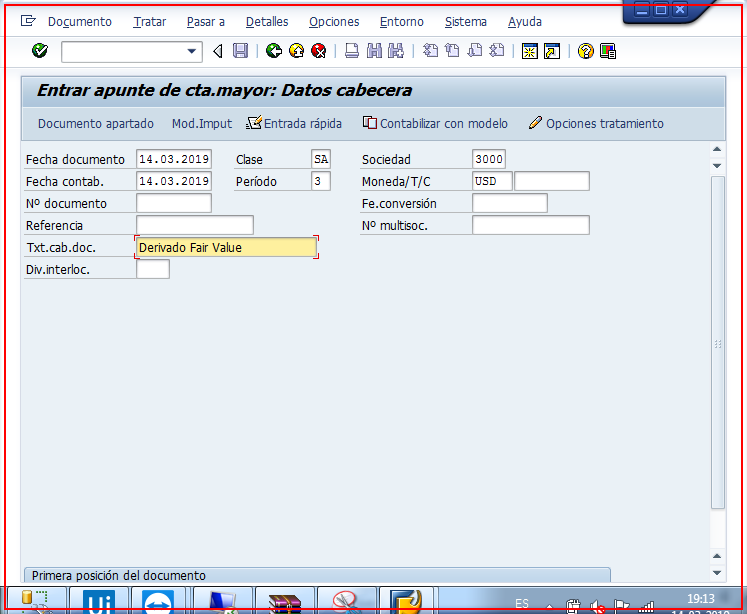 Documento Tratar Pasar a Detalles Opciones Entorno Sistema Ayuda
Entrar apunte de cta.mayor: Datos cabecera
Documento apartado Mod.Imput Entrada rápida Contabilizar con modelo Opciones tratamiento
Fecha documento 14.03.2019 Clase SA Sociedad 3000
Fecha contab. 14.03.2019 Período 3 Moneda/T/C USD
Nº documento Fe.conversión
Referencia Nº multisoc.
Txt.cab.doc. Derivado Fair Value
Div.interloc.
Primera posición del documento
Ui ES 19:13